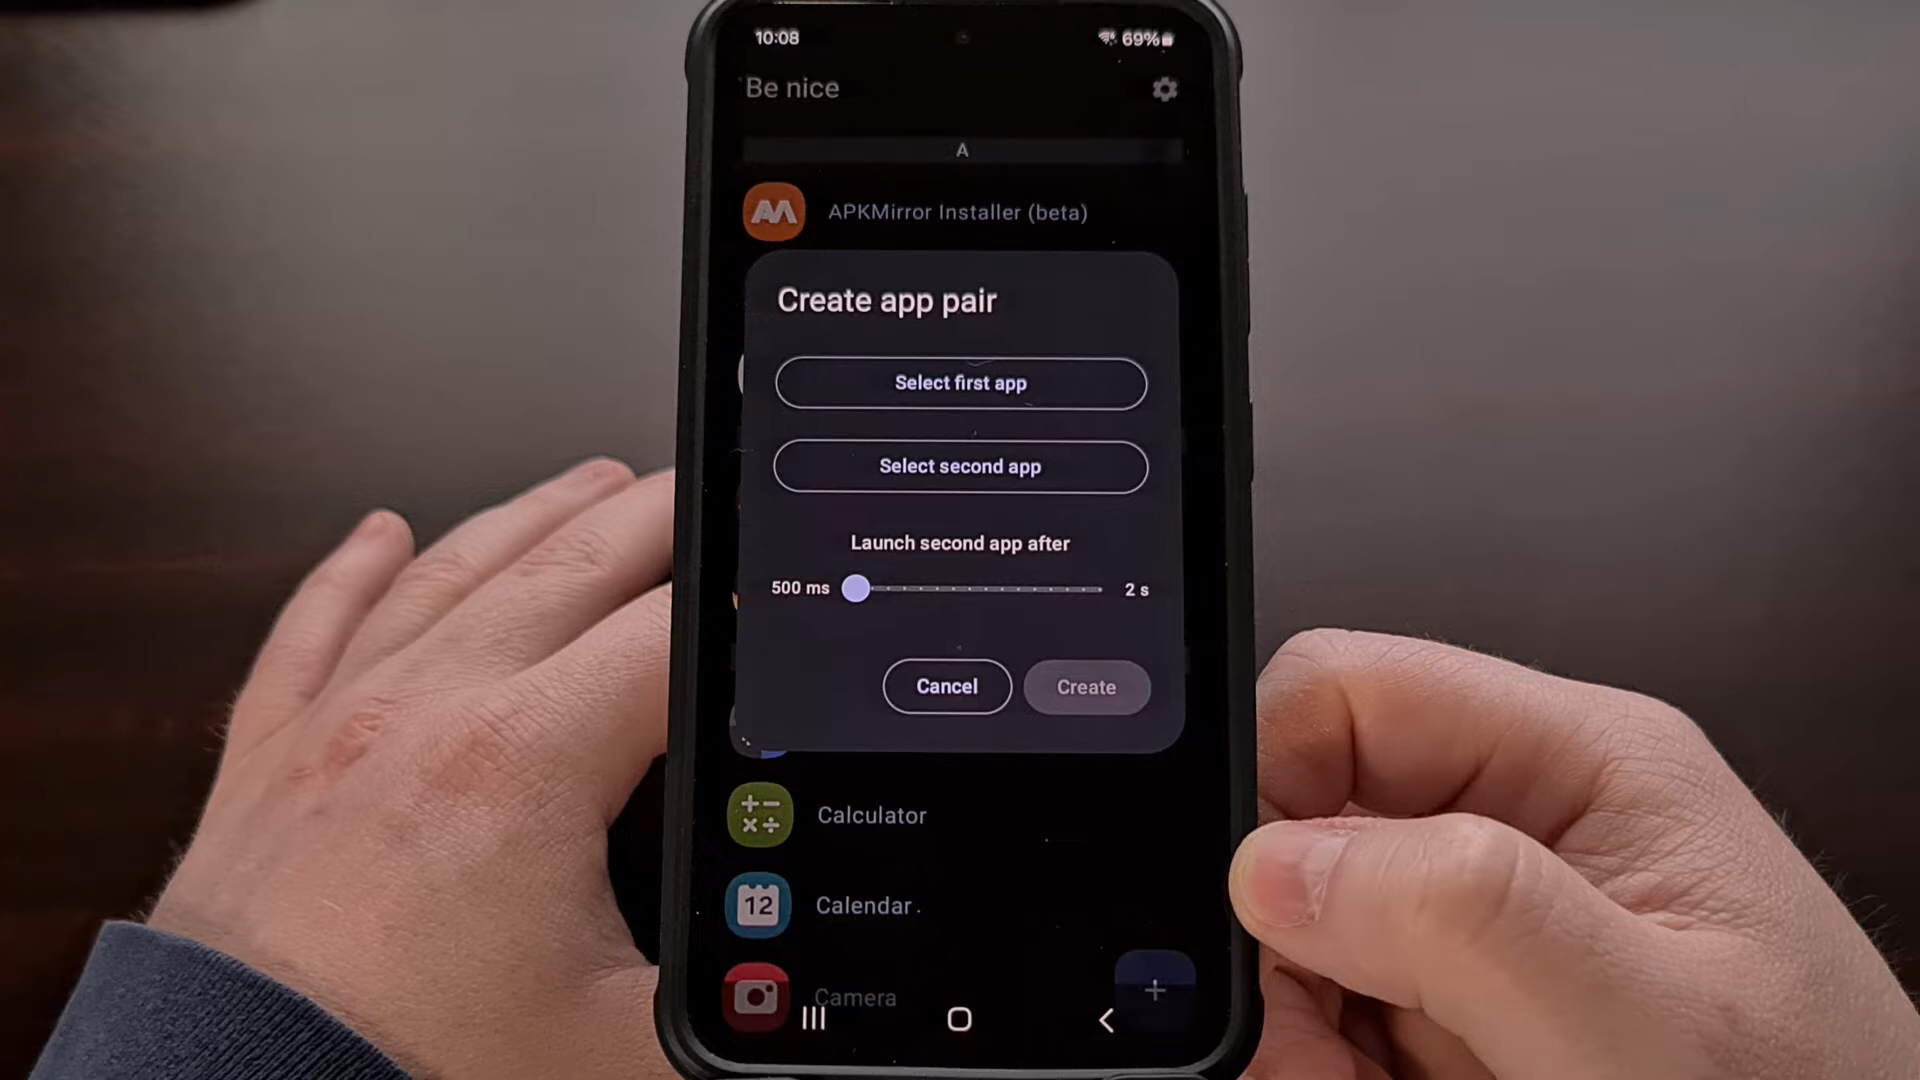 10:08
69%
Be nice
A
APKMirror Installer (beta)
Create app pair
Select first app
Select second app
Launch second app after
500 ms
2 s
Cancel
Create
Calculator
12
Calendar
Camera